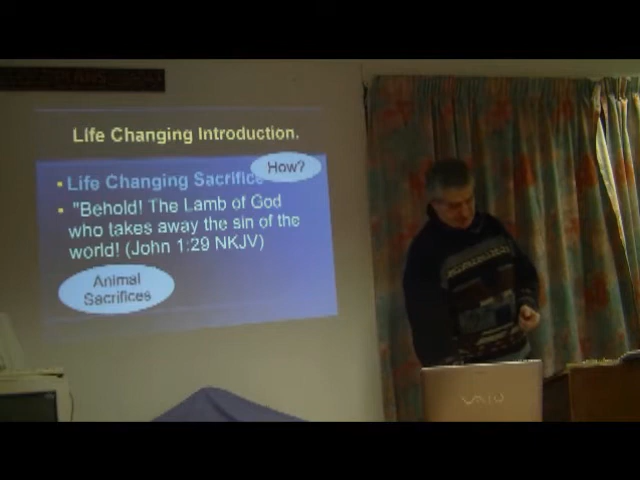 Life Changing Introduction.
How?
• Life Changing Sacrifice
• "Behold! The Lamb of God
who takes away the sin of the
world! (John 1:29 NKJV)
Animal
Sacrifices
VAIO